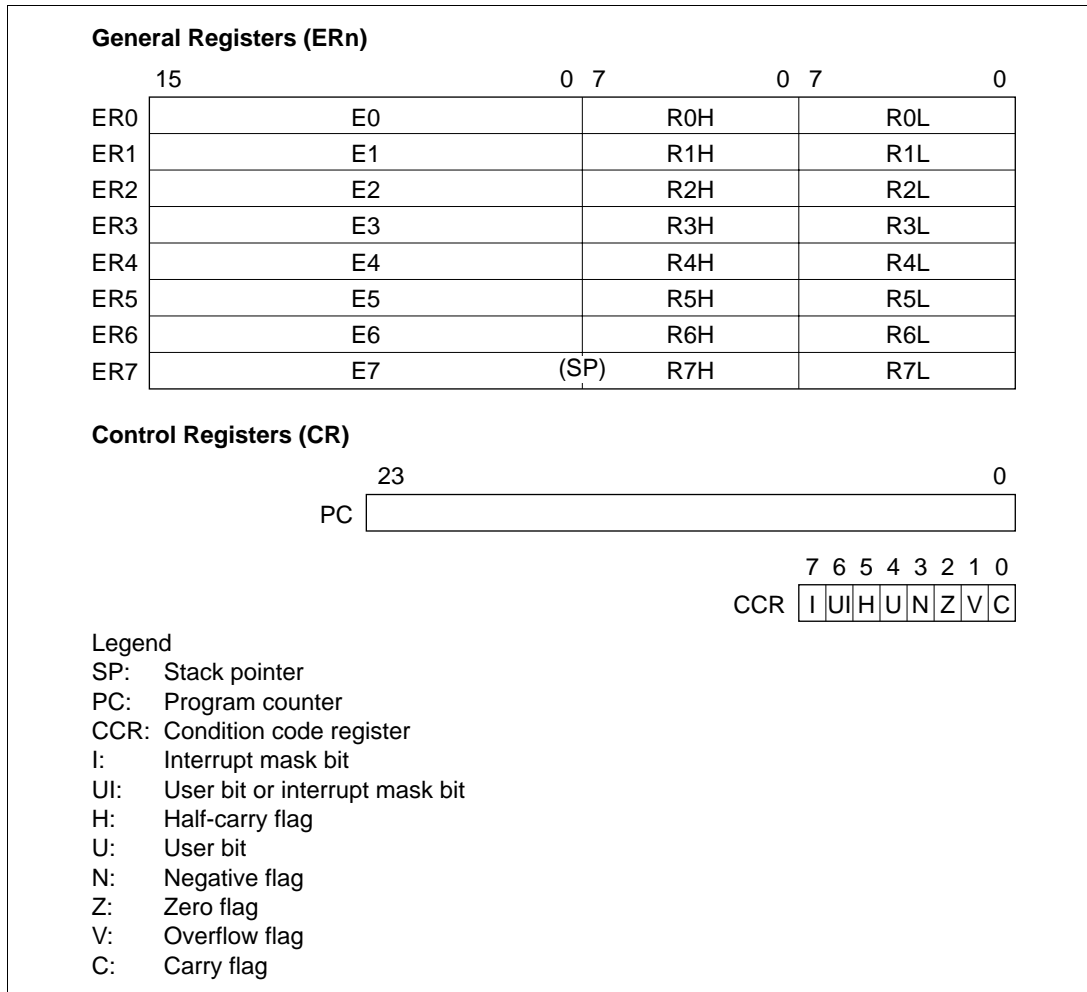 General Registers (ERn)
15 0 7 0 7 0
ER0 E0 R0H R0L
ER1 E1 R1H R1L
ER2 E2 R2H R2L
ER3 E3 R3H R3L
ER4 E4 R4H R4L
ER5 E5 R5H R5L
ER6 E6 R6H R6L
ER7 E7 (SP) R7H R7L
Control Registers (CR)
23 0
PC
7 6 5 4 3 2 1 0
CCR I UI H U N Z V C
Legend
SP: Stack pointer
PC: Program counter
CCR: Condition code register
I: Interrupt mask bit
UI: User bit or interrupt mask bit
H: Half-carry flag
U: User bit
N: Negative flag
Z: Zero flag
V: Overflow flag
C: Carry flag